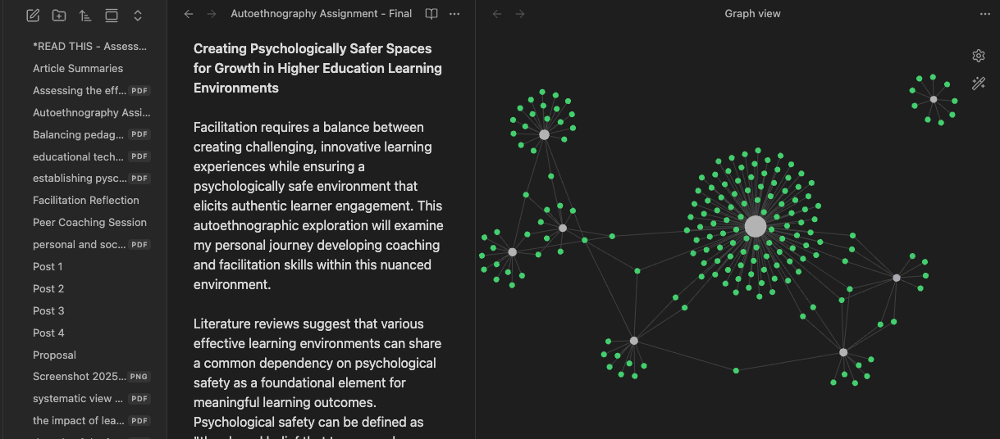 Autoethnography Assignment - Final
Graph view
*READ THIS - Assess...
Article Summaries
Assessing the eff... PDF
Autoethnography Assi...
Balancing pedag... PDF
educational tech... PDF
establishing pysc... PDF
Facilitation Reflection
Peer Coaching Session
personal and soc... PDF
Post 1
Post 2
Post 3
Post 4
Proposal
Screenshot 2025... PNG
systematic view ... PDF
the impact of lea... PDF
Creating Psychologically Safer Spaces
for Growth in Higher Education Learning
Environments
Facilitation requires a balance between
creating challenging, innovative learning
experiences while ensuring a
psychologically safe environment that
elicits authentic learner engagement. This
autoethnographic exploration will examine
my personal journey developing coaching
and facilitation skills within this nuanced
environment.
Literature reviews suggest that various
effective learning environments can share
a common dependency on psychological
safety as a foundational element for
meaningful learning outcomes.
Psychological safety can be defined as